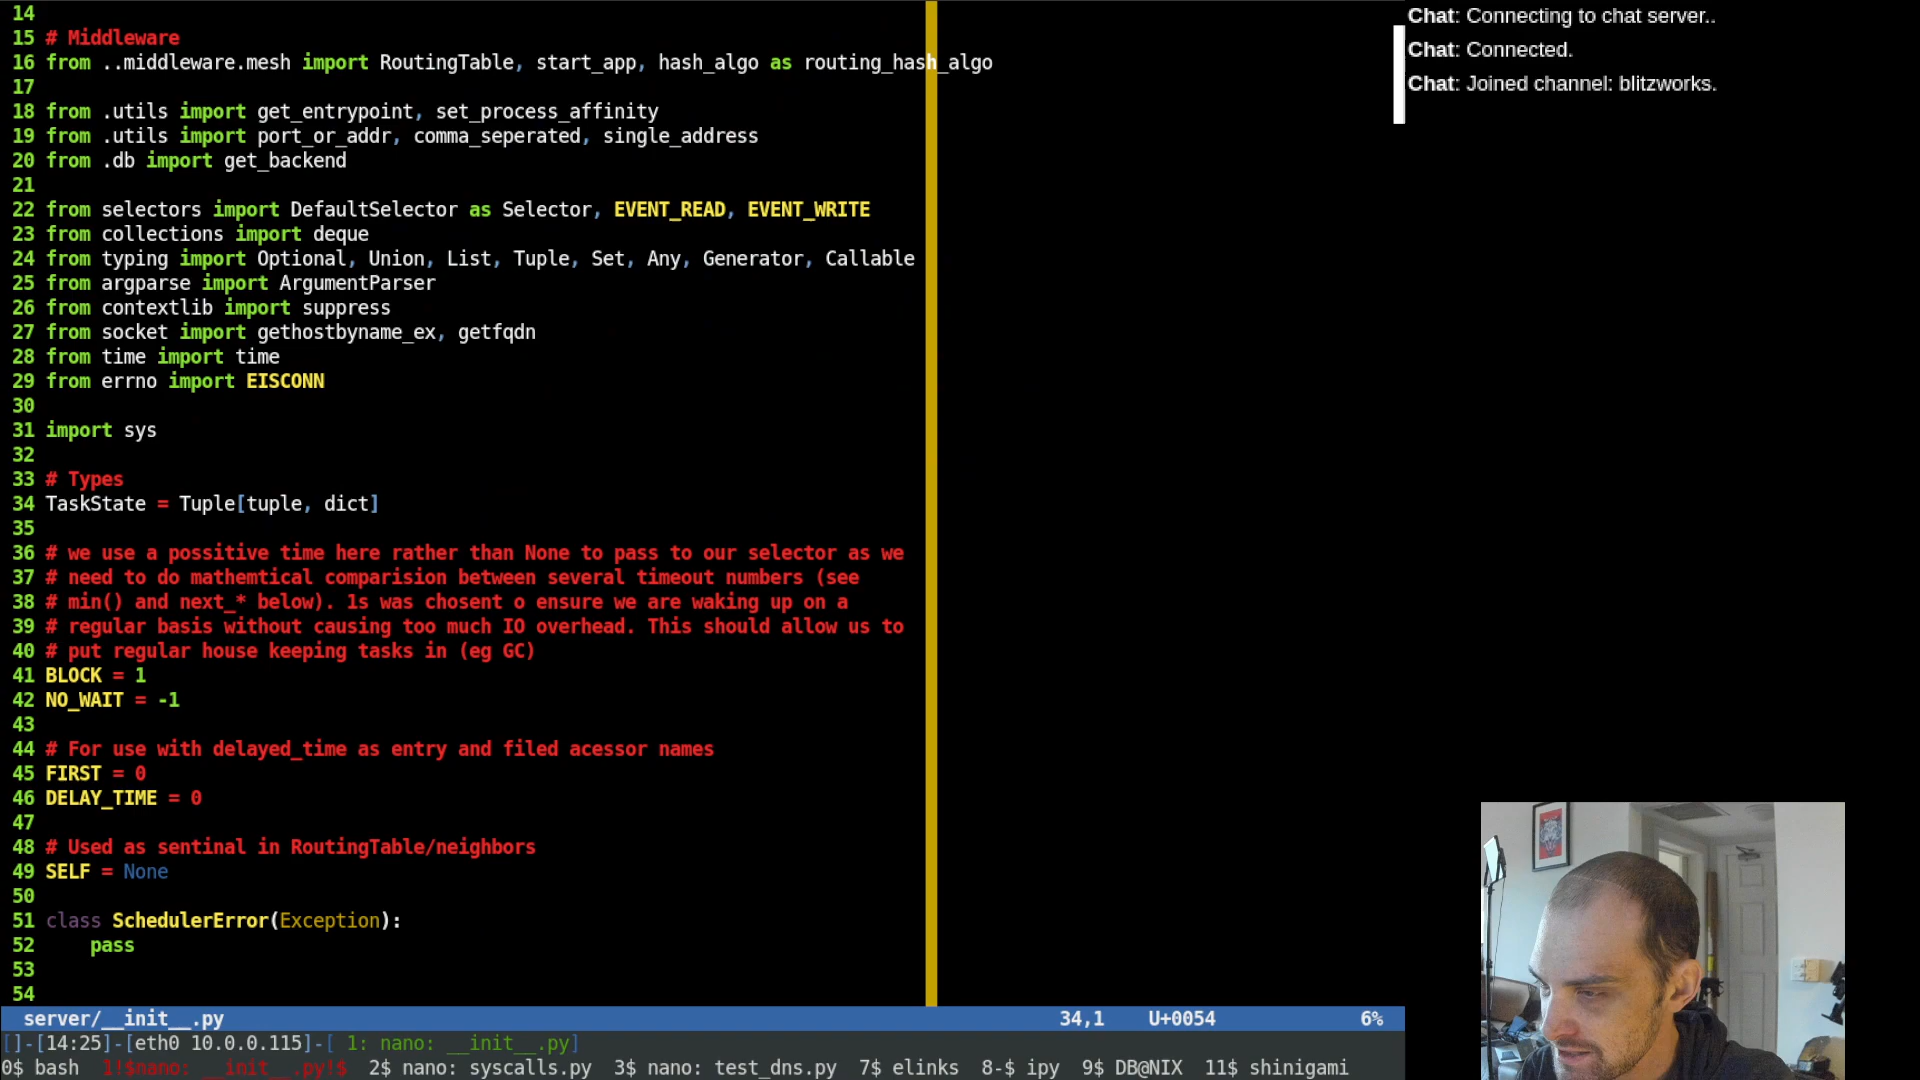 14
15 # Middleware
16 from ..middleware.mesh import RoutingTable, start_app, hash_algo as routing_hash_algo
17
18 from .utils import get_entrypoint, set_process_affinity
19 from .utils import port_or_addr, comma_seperated, single_address
20 from .db import get_backend
21
22 from selectors import DefaultSelector as Selector, EVENT_READ, EVENT_WRITE
23 from collections import deque
24 from typing import Optional, Union, List, Tuple, Set, Any, Generator, Callable
25 from argparse import ArgumentParser
26 from contextlib import suppress
27 from socket import gethostbyname_ex, getfqdn
28 from time import time
29 from errno import EISCONN
30
31 import sys
32
33 # Types
34 TaskState = Tuple[tuple, dict]
35
36 # we use a possitive time here rather than None to pass to our selector as we
37 # need to do mathemtical comparision between several timeout numbers (see
38 # min() and next_* below). 1s was chosent o ensure we are waking up on a
39 # regular basis without causing too much IO overhead. This should allow us to
40 # put regular house keeping tasks in (eg GC)
41 BLOCK = 1
42 NO_WAIT = -1
43
44 # For use with delayed_time as entry and filed acessor names
45 FIRST = 0
46 DELAY_TIME = 0
47
48 # Used as sentinal in RoutingTable/neighbors
49 SELF = None
50
51 class SchedulerError(Exception):
52     pass
53
54
server/__init__.py 34,1 U+0054 6%
[]-[14:25]-[eth0 10.0.0.115]-[ 1: nano: __init__.py]
0$ bash 1!$nano: __init__.py!$ 2$ nano: syscalls.py 3$ nano: test_dns.py 7$ elinks 8-$ ipy 9$ DB@NIX 11$ shinigami
Chat: Connecting to chat server..
Chat: Connected.
Chat: Joined channel: blitzworks.